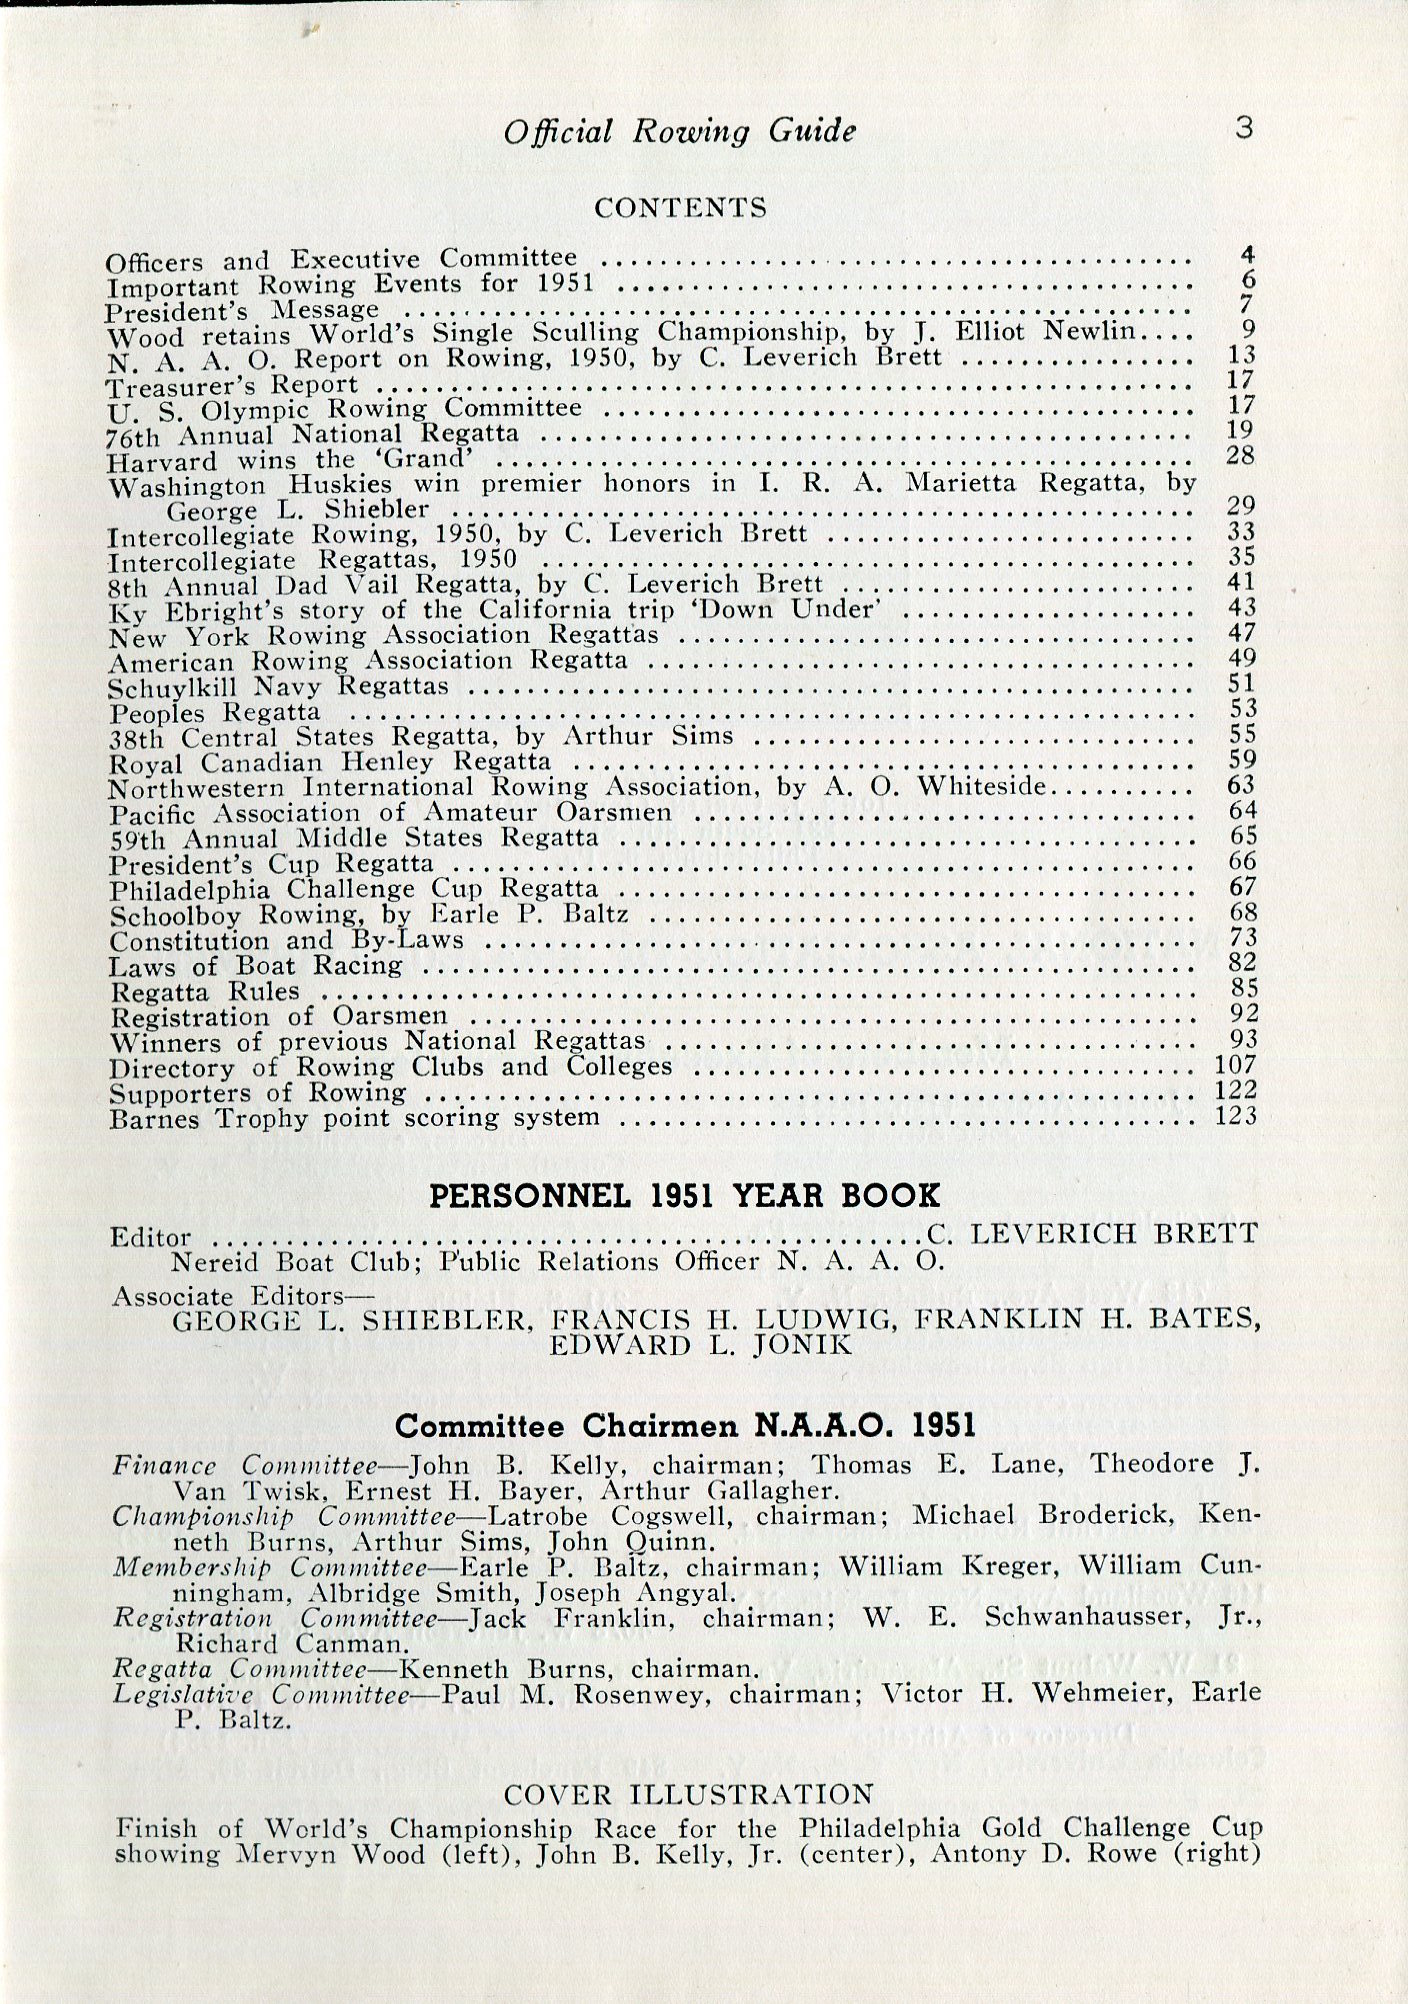 Official Rowing Guide 3
CONTENTS
Officers and Executive Committee ........................................ 4
Important Rowing Events for 1951 ....................................... 6
President's Message ..................................................... 7
Wood retains World's Single Sculling Championship, by J. Elliot Newlin.... 9
N. A. A. O. Report on Rowing, 1950, by C. Leverich Brett ................ 13
Treasurer's Report ....................................................... 17
U. S. Olympic Rowing Committee ........................................ 17
76th Annual National Regatta ............................................ 19
Harvard wins the 'Grand' ............................................... 28
Washington Huskies win premier honors in I. R. A. Marietta Regatta, by
George L. Shiebler .................................................. 29
Intercollegiate Rowing, 1950, by C. Leverich Brett ......................... 33
Intercollegiate Regattas, 1950 ............................................ 35
8th Annual Dad Vail Regatta, by C. Leverich Brett ........................ 41
Ky Ebright's story of the California trip 'Down Under' .................... 43
New York Rowing Association Regattas ................................... 47
American Rowing Association Regatta ..................................... 49
Schuylkill Navy Regattas ................................................. 51
Peoples Regatta ......................................................... 53
38th Central States Regatta, by Arthur Sims .............................. 55
Royal Canadian Henley Regatta .......................................... 59
Northwestern International Rowing Association, by A. O. Whiteside.......... 63
Pacific Association of Amateur Oarsmen .................................. 64
59th Annual Middle States Regatta ....................................... 65
President's Cup Regatta .................................................. 66
Philadelphia Challenge Cup Regatta ....................................... 67
Schoolboy Rowing, by Earle P. Baltz ..................................... 68
Constitution and By-Laws ................................................ 73
Laws of Boat Racing .................................................... 82
Regatta Rules ........................................................... 85
Registration of Oarsmen ................................................. 92
Winners of previous National Regattas .................................... 93
Directory of Rowing Clubs and Colleges .................................. 107
Supporters of Rowing .................................................... 122
Barnes Trophy point scoring system ....................................... 123
PERSONNEL 1951 YEAR BOOK
Editor ................................................C. LEVERICH BRETT
Nereid Boat Club; Public Relations Officer N. A. A. O.
Associate Editors—
GEORGE L. SHIEBLER, FRANCIS H. LUDWIG, FRANKLIN H. BATES,
EDWARD L. JONIK
Committee Chairmen N.A.A.O. 1951
Finance Committee—John B. Kelly, chairman; Thomas E. Lane, Theodore J.
Van Twisk, Ernest H. Bayer, Arthur Gallagher.
Championship Committee—Latrobe Cogswell, chairman; Michael Broderick, Ken-
neth Burns, Arthur Sims, John Quinn.
Membership Committee—Earle P. Baltz, chairman; William Kreger, William Cun-
ningham, Albridge Smith, Joseph Angyal.
Registration Committee—Jack Franklin, chairman; W. E. Schwanhausser, Jr.,
Richard Canman.
Regatta Committee—Kenneth Burns, chairman.
Legislative Committee—Paul M. Rosenwey, chairman; Victor H. Wehmeier, Earle
P. Baltz.
COVER ILLUSTRATION
Finish of World's Championship Race for the Philadelphia Gold Challenge Cup
showing Mervyn Wood (left), John B. Kelly, Jr. (center), Antony D. Rowe (right)